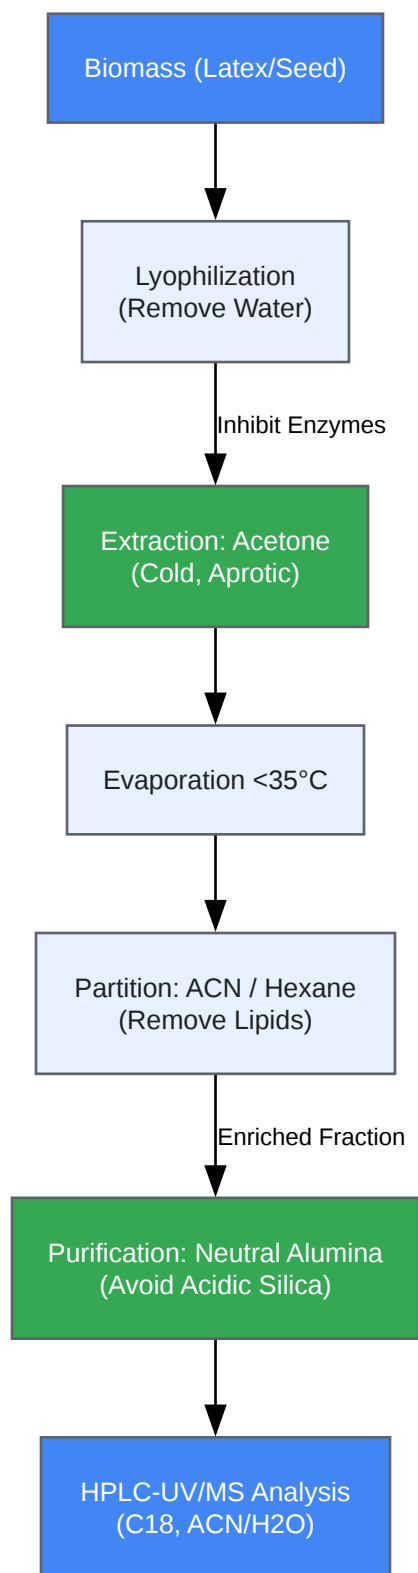 Biomass (Latex/Seed)
Lyophilization
(Remove Water)
Inhibit Enzymes
Extraction: Acetone
(Cold, Aprotic)
Evaporation <35°C
Partition: ACN / Hexane
(Remove Lipids)
Enriched Fraction
Purification: Neutral Alumina
(Avoid Acidic Silica)
HPLC-UV/MS Analysis
(C18, ACN/H2O)